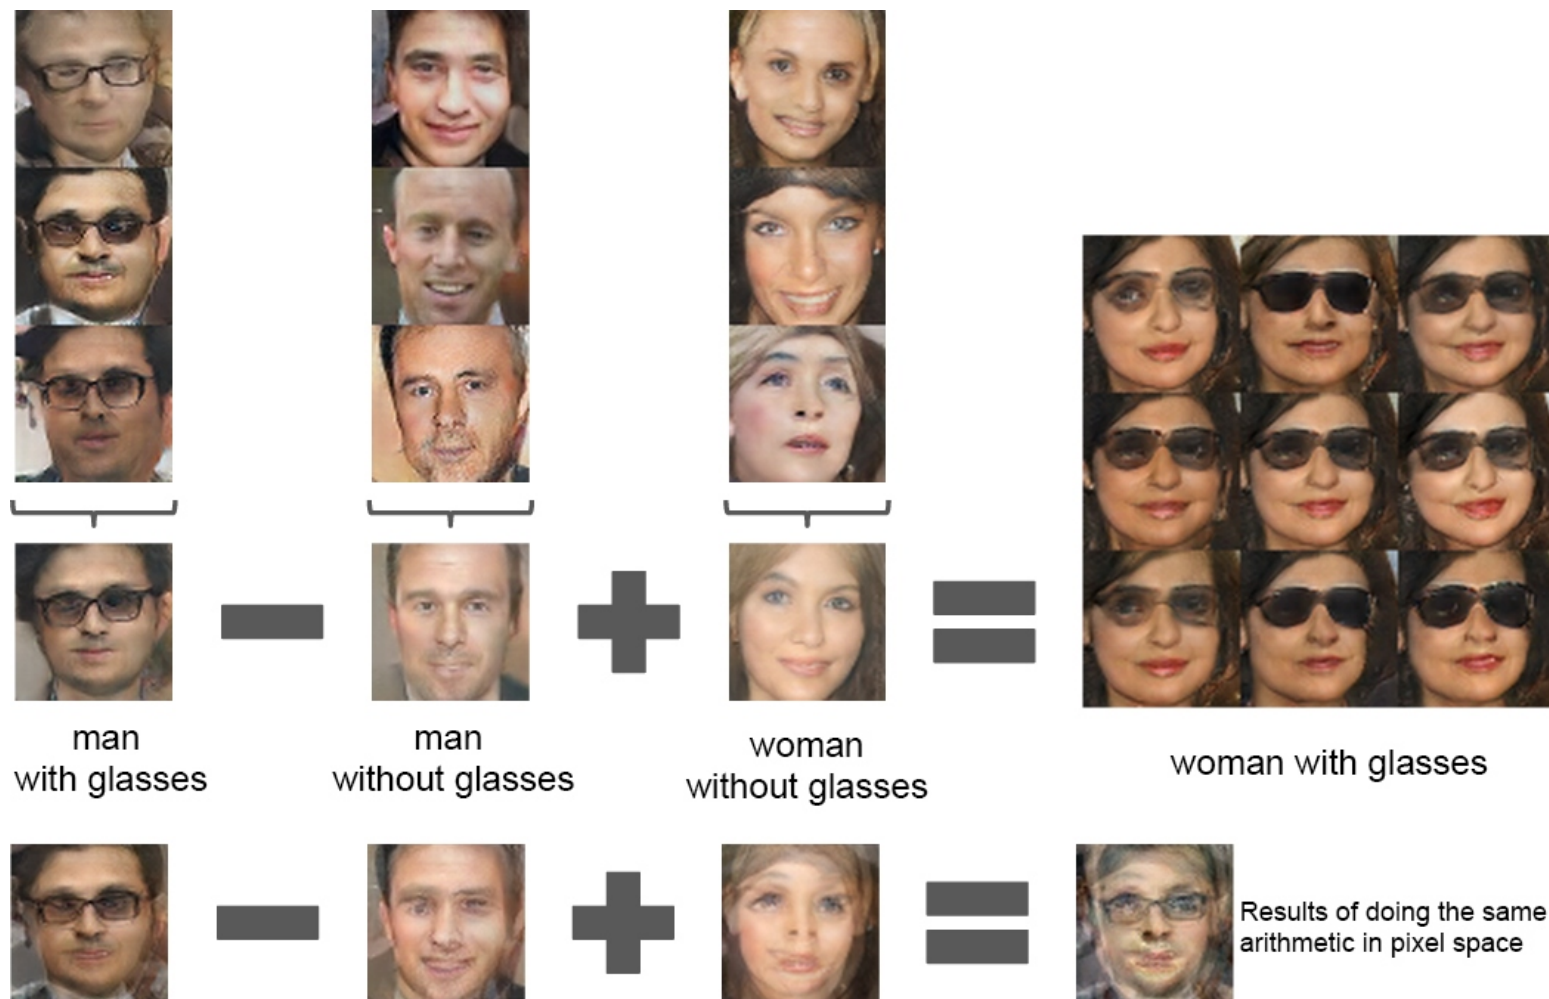 man
with glasses
man
without glasses
woman
without glasses
woman with glasses
Results of doing the same
arithmetic in pixel space